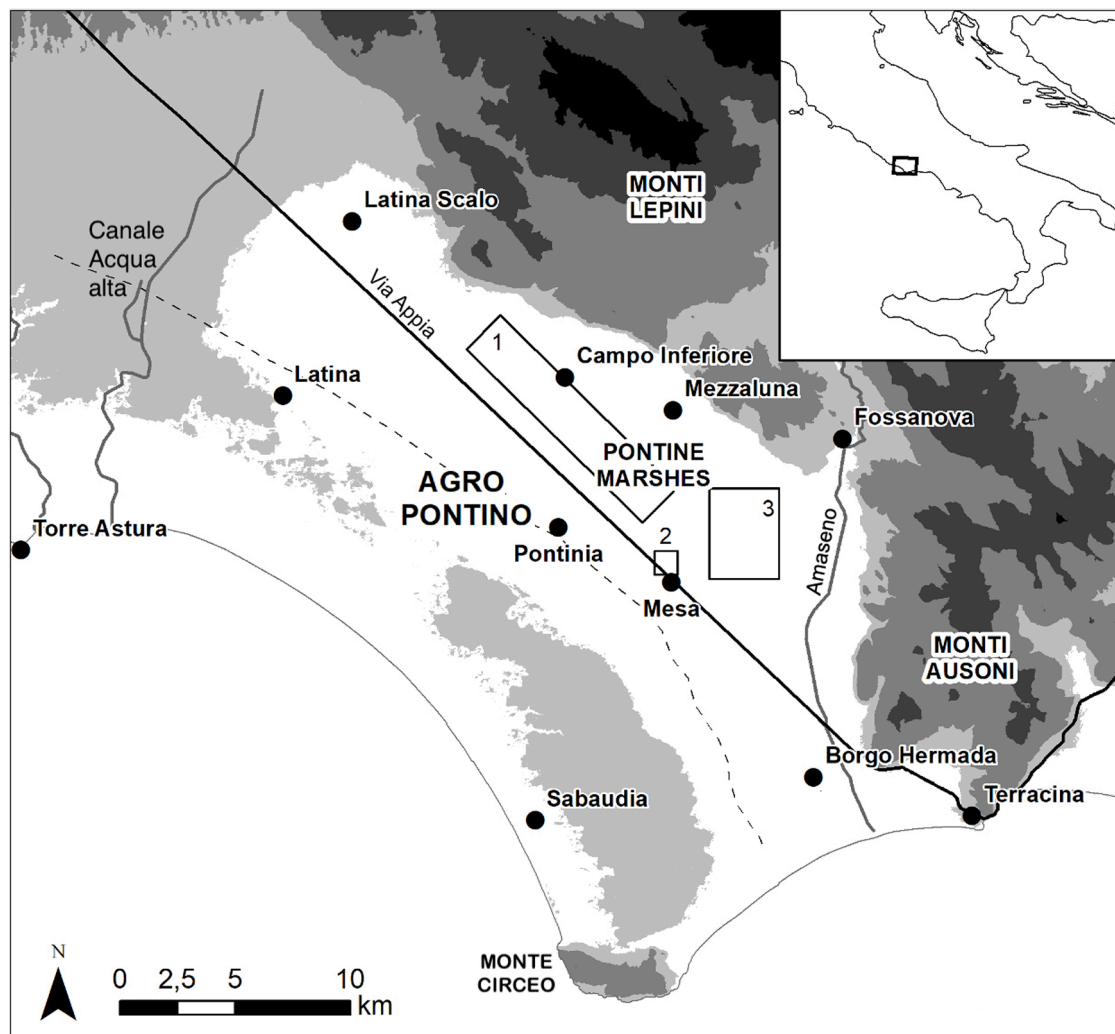 MONTI
LEPINI
Latina Scalo
Canale
Acqua
alta
Via Appia
1
Campo Inferiore
Latina
Mezzaluna
Fossanova
PONTINE
MARSHES
AGRO
PONTINO
3
Torre Astura
Pontinia
2
Amaseno
Mesa
MONTI
AUSONI
Borgo Hermada
Sabaudia
Terracina
MONTE
CIRCEO
N
0 2,5 5 10
km